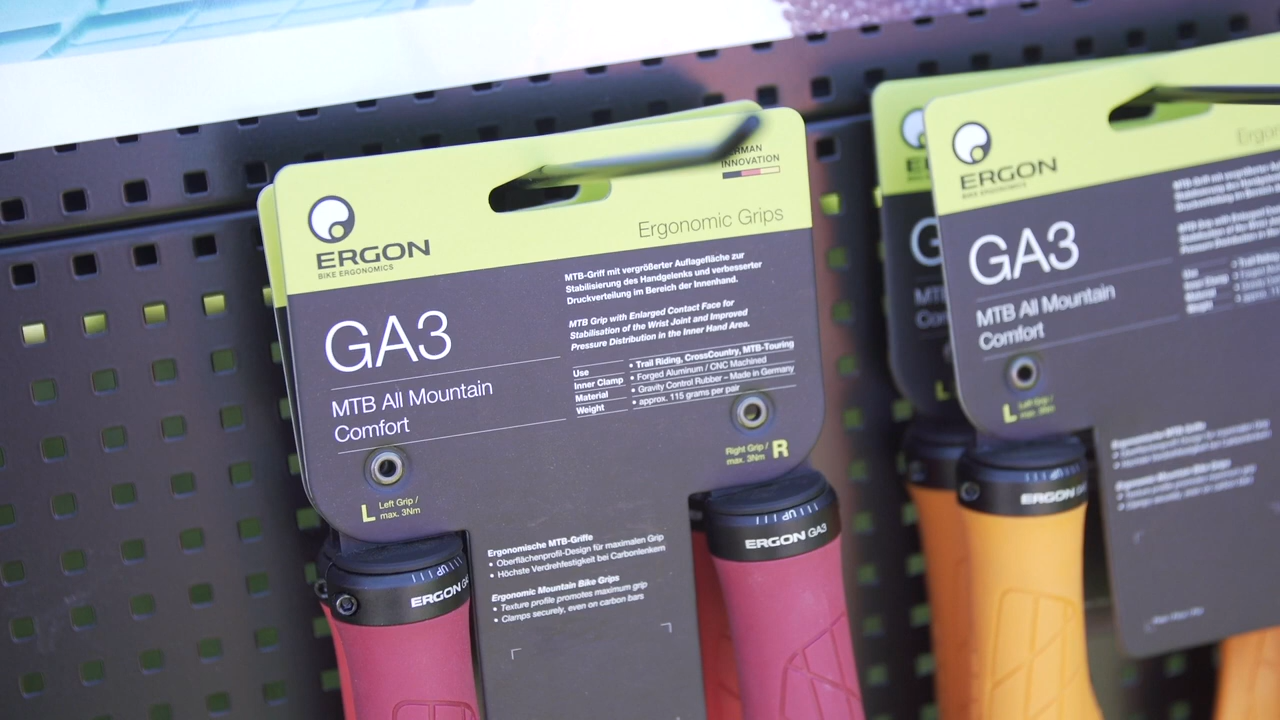 GERMAN
INNOVATION
ERGON
BIKE ERGONOMICS
Ergonomic Grips
GA3
MTB All Mountain
Comfort
MTB-Griff mit vergrößerter Auflagefläche zur
Stabilisierung des Handgelenks und verbesserter
Druckverteilung im Bereich der Innenhand.
MTB Grip with Enlarged Contact Face for
Stabilisation of the Wrist Joint and Improved
Pressure Distribution in the Inner Hand Area.
Use • Trail Riding, CrossCountry, MTB-Touring
Inner Clamp • Forged Aluminum / CNC Machined
Material • Gravity Control Rubber – Made in Germany
Weight • approx. 115 grams per pair
L Left Grip /
max. 3Nm
Right Grip / R
max. 3Nm
Ergonomische MTB-Griffe
• Oberflächenprofil-Design für maximalen Grip
• Höchste Verdrehfestigkeit bei Carbonlenkern
Ergonomic Mountain Bike Grips
• Texture profile promotes maximum grip
• Clamps securely, even on carbon bars
UP
ERGON GA
UP
ERGON GA3
ERGON
BIKE ERGONOMICS
GA3
MTB All Mountain
Comfort
L Left Grip /
ERGON